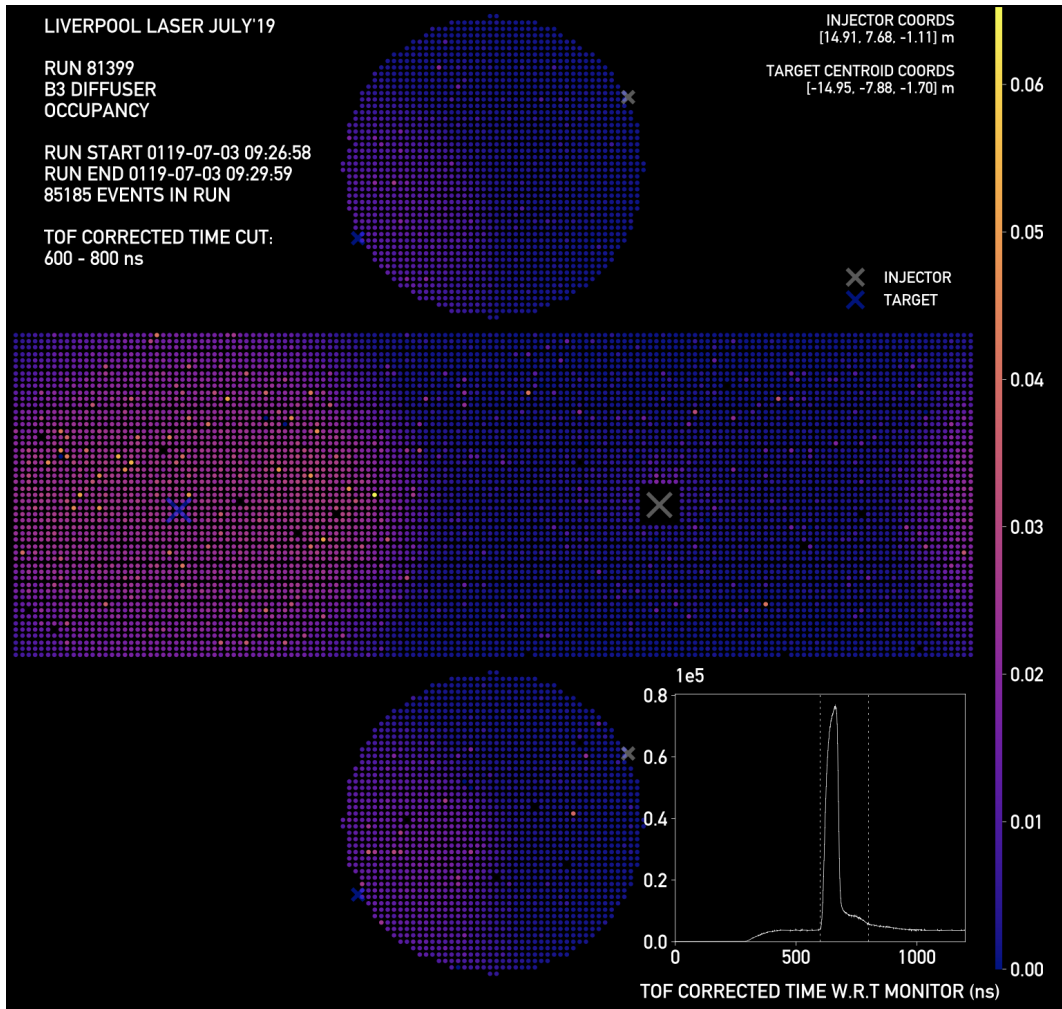 LIVERPOOL LASER JULY'19
RUN 81399
B3 DIFFUSER
OCCUPANCY
RUN START 0119-07-03 09:26:58
RUN END 0119-07-03 09:29:59
85185 EVENTS IN RUN
TOF CORRECTED TIME CUT:
600 - 800 ns
INJECTOR COORDS
[14.91, 7.68, -1.11] m
TARGET CENTROID COORDS
[-14.95, -7.88, -1.70] m
INJECTOR
TARGET
0.06
0.05
0.04
0.03
0.02
0.01
0.00
1e5
0.8
0.6
0.4
0.2
0.0
0 500 1000
TOF CORRECTED TIME W.R.T MONITOR (ns)